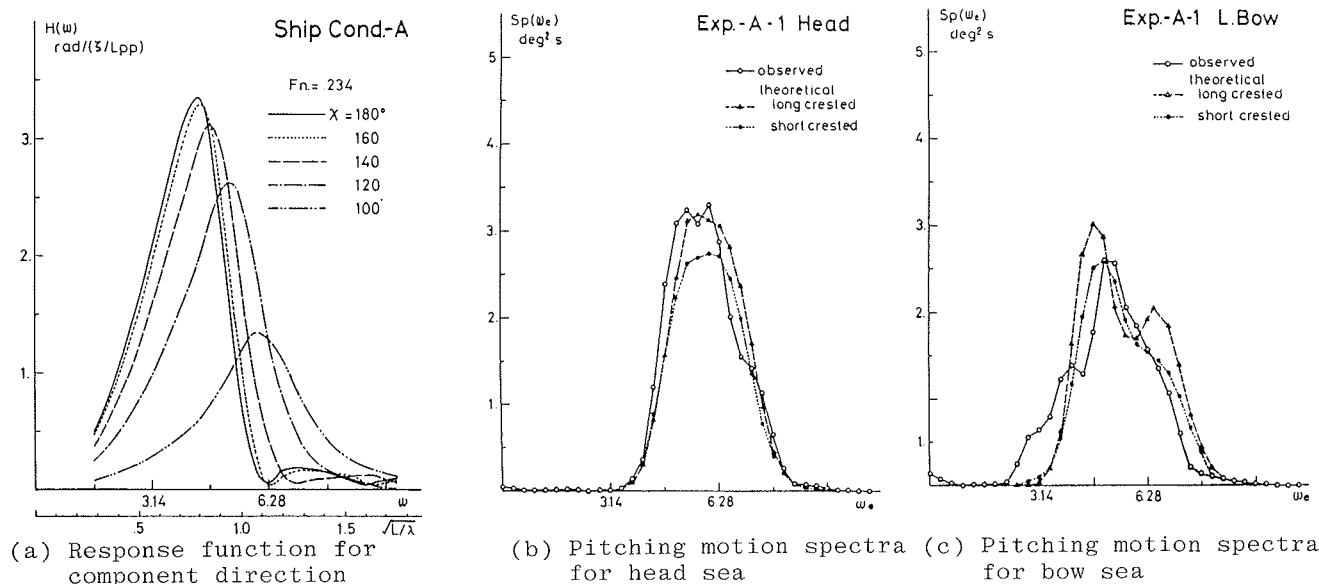 H(ω)
rad/(ζ/Lpp)
Ship Cond.-A
Fn.= .234
χ = 180°
160
140
120
100°
3.
2.
1.
3.14
6.28
ω
.5
1.0
1.5
√L/λ
(a) Response function for
component direction
Sp(ωe)
deg² s
Exp.-A-1 Head
observed
theoretical
long crested
short crested
5
4.
3.
2.
1.
3.14
6.28
ωe
(b) Pitching motion spectra
for head sea
Sp(ωe)
deg² s
Exp.-A-1 L.Bow
observed
theoretical
long crested
short crested
5.
4.
3.
2.
1.
3.14
6.28
ωe
(c) Pitching motion spectra
for bow sea